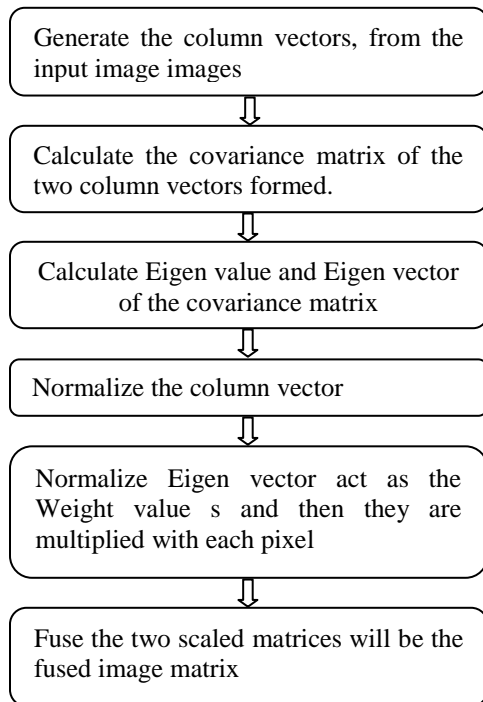 Generate the column vectors, from the
input image images
Calculate the covariance matrix of the
two column vectors formed.
Calculate Eigen value and Eigen vector
of the covariance matrix
Normalize the column vector
Normalize Eigen vector act as the
Weight value s and then they are
multiplied with each pixel
Fuse the two scaled matrices will be the
fused image matrix